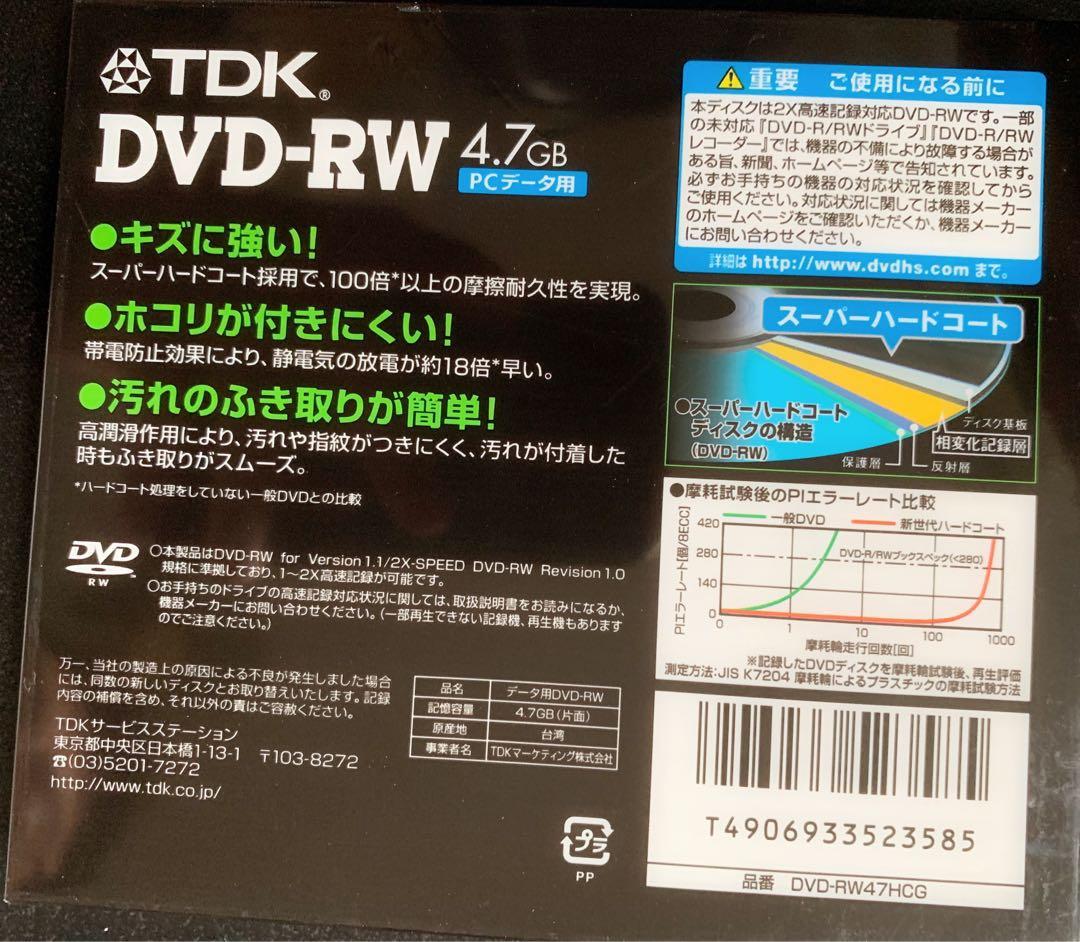 TDK®
DVD-RW 4.7GB
PCデータ用
●キズに強い!
スーパーハードコート採用で、100倍*以上の摩擦耐久性を実現。
●ホコリが付きにくい!
帯電防止効果により、静電気の放電が約18倍*早い。
●汚れのふき取りが簡単!
高潤滑作用により、汚れや指紋がつきにくく、汚れが付着した
時もふき取りがスムーズ。
*ハードコート処理をしていない一般DVDとの比較
DVD
RW
○本製品はDVD-RW for Version1.1/2X-SPEED DVD-RW Revision1.0
規格に準拠しており、1〜2X高速記録が可能です。
○お手持ちのドライブの高速記録対応状況に関しては、取扱説明書をお読みになるか、
機器メーカーにお問い合わせください。(一部再生できない記録機、再生機もあります
のでご注意ください。)
万一、当社の製造上の原因による不良が発生しました場合
には、同数の新しいディスクとお取り替えいたします。記録
内容の補償を含め、それ以外の責はご容赦ください。
TDKサービスステーション
東京都中央区日本橋1-13-1 〒103-8272
☎(03)5201-7272
http://www.tdk.co.jp/
品名 データ用DVD-RW
記憶容量 4.7GB(片面)
原産地 台湾
事業者名 TDKマーケティング株式会社
プラ
PP
⚠重要 ご使用になる前に
本ディスクは2X高速記録対応DVD-RWです。一部
の未対応『DVD-R/RWドライブ』『DVD-R/RW
レコーダー』では、機器の不備により故障する場合が
ある旨、新聞、ホームページ等で告知されています。
必ずお手持ちの機器の対応状況を確認してから
ご使用ください。対応状況に関しては機器メーカー
のホームページをご確認いただくか、機器メーカー
にお問い合わせください。
詳細は http://www.dvdhs.com まで。
スーパーハードコート
●スーパーハードコート
ディスクの構造
(DVD-RW)
ディスク基板
相変化記録層
保護層
反射層
●摩耗試験後のPIエラーレート比較
一般DVD 新世代ハードコート
PIエラーレート[個/8ECC]
420
280
140
0
DVD-R/RWブックスペック(<280)
0 1 10 100 1000
摩耗輪走行回数[回]
※記録したDVDディスクを摩耗輪試験後、再生評価
測定方法:JIS K7204 摩耗輪によるプラスチックの摩耗試験方法
T4906933523585
品番 DVD-RW47HCG